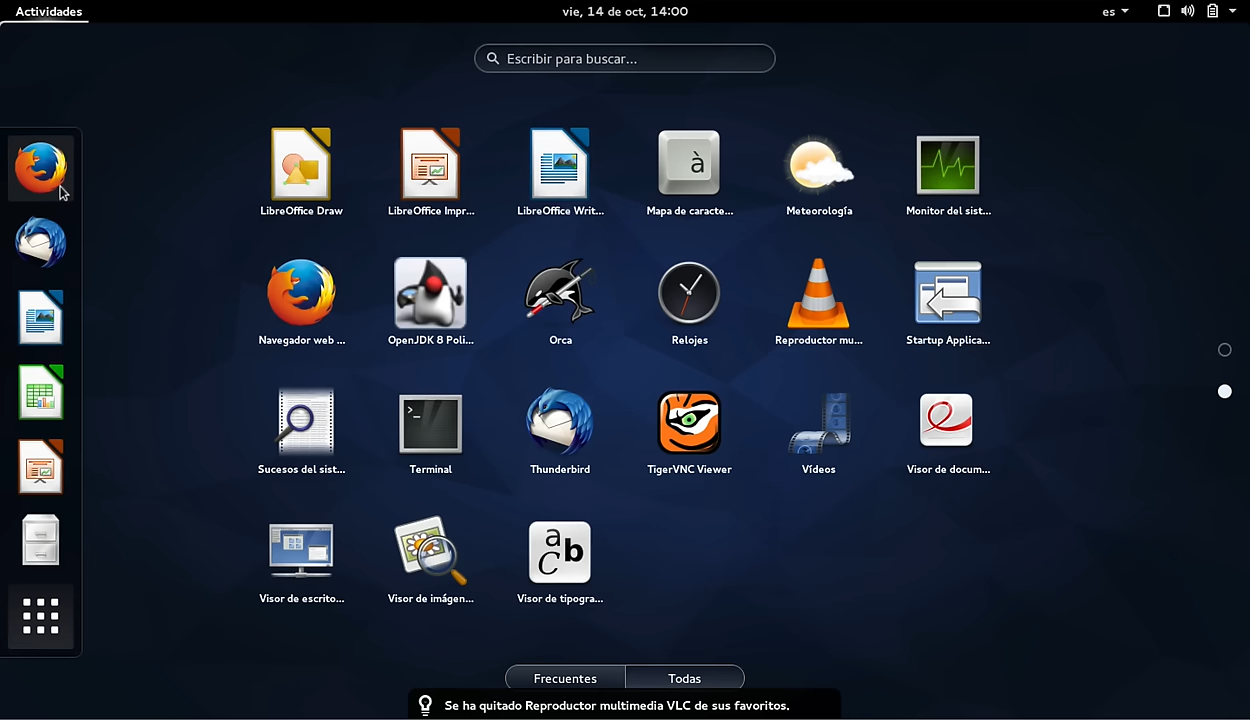 Actividades
vie, 14 de oct, 14:00
es
Escribir para buscar...
LibreOffice Draw
LibreOffice Impr...
LibreOffice Writ...
Mapa de caracte...
Meteorología
Monitor del sist...
Navegador web ...
OpenJDK 8 Poli...
Orca
Relojes
Reproductor mu...
Startup Applica...
Sucesos del sist...
Terminal
Thunderbird
TigerVNC Viewer
Vídeos
Visor de docum...
Visor de escrito...
Visor de imágen...
Visor de tipogra...
Frecuentes
Todas
Se ha quitado Reproductor multimedia VLC de sus favoritos.